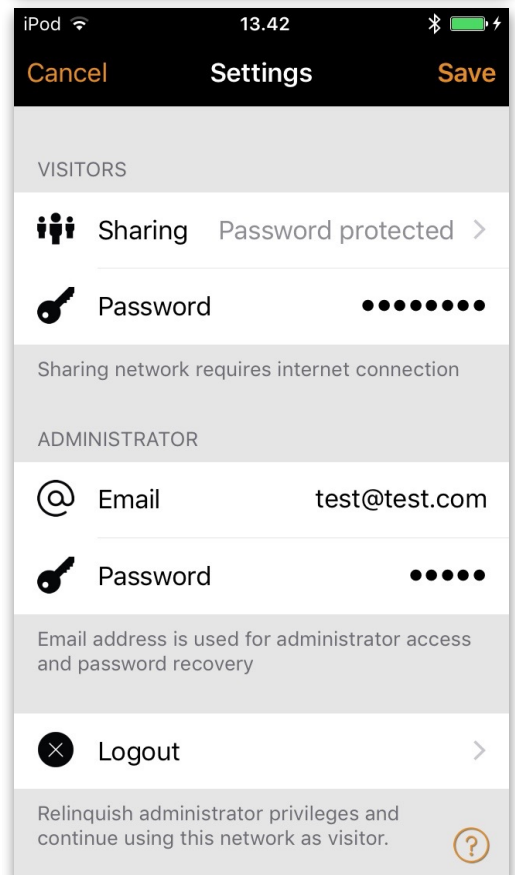 iPod 13.42
Cancel Settings Save
VISITORS
Sharing Password protected
Password ••••••••
Sharing network requires internet connection
ADMINISTRATOR
Email test@test.com
Password •••••
Email address is used for administrator access
and password recovery
Logout
Relinquish administrator privileges and
continue using this network as visitor.
?